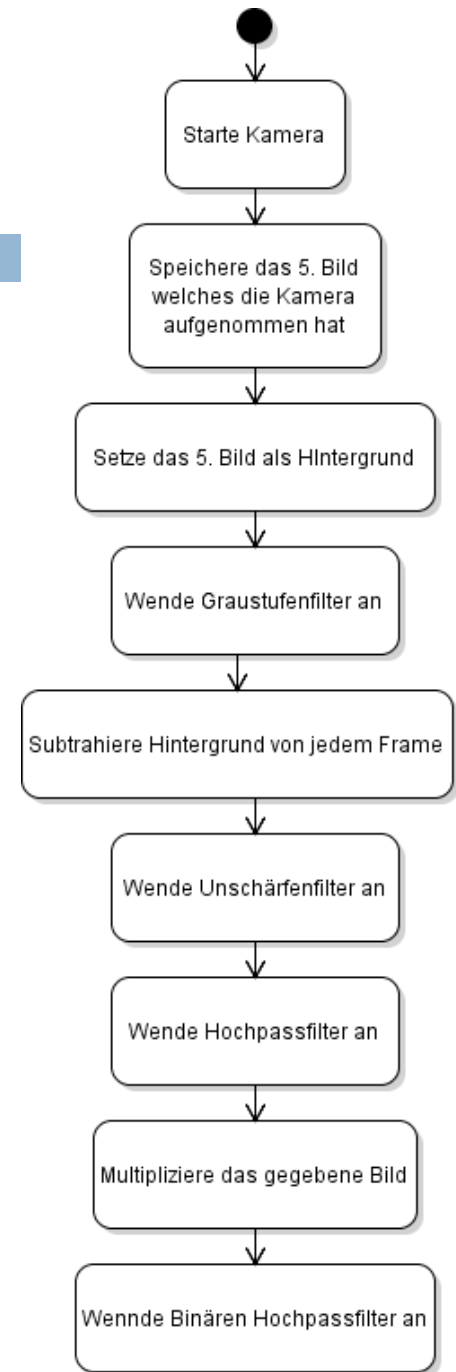 Starte Kamera
Speichere das 5. Bild
welches die Kamera
aufgenommen hat
Setze das 5. Bild als HIntergrund
Wende Graustufenfilter an
Subtrahiere Hintergrund von jedem Frame
Wende Unschärfenfilter an
Wende Hochpassfilter an
Multipliziere das gegebene Bild
Wennde Binären Hochpassfilter an